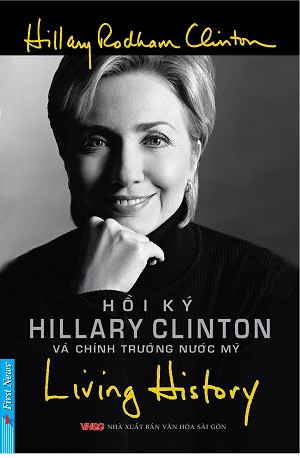 Hillary Rodham Clinton
HỒI KÝ
HILLARY CLINTON
VÀ CHÍNH TRƯỜNG NƯỚC MỸ
Living History
First News
NHÀ XUẤT BẢN VĂN HÓA SÀI GÒN